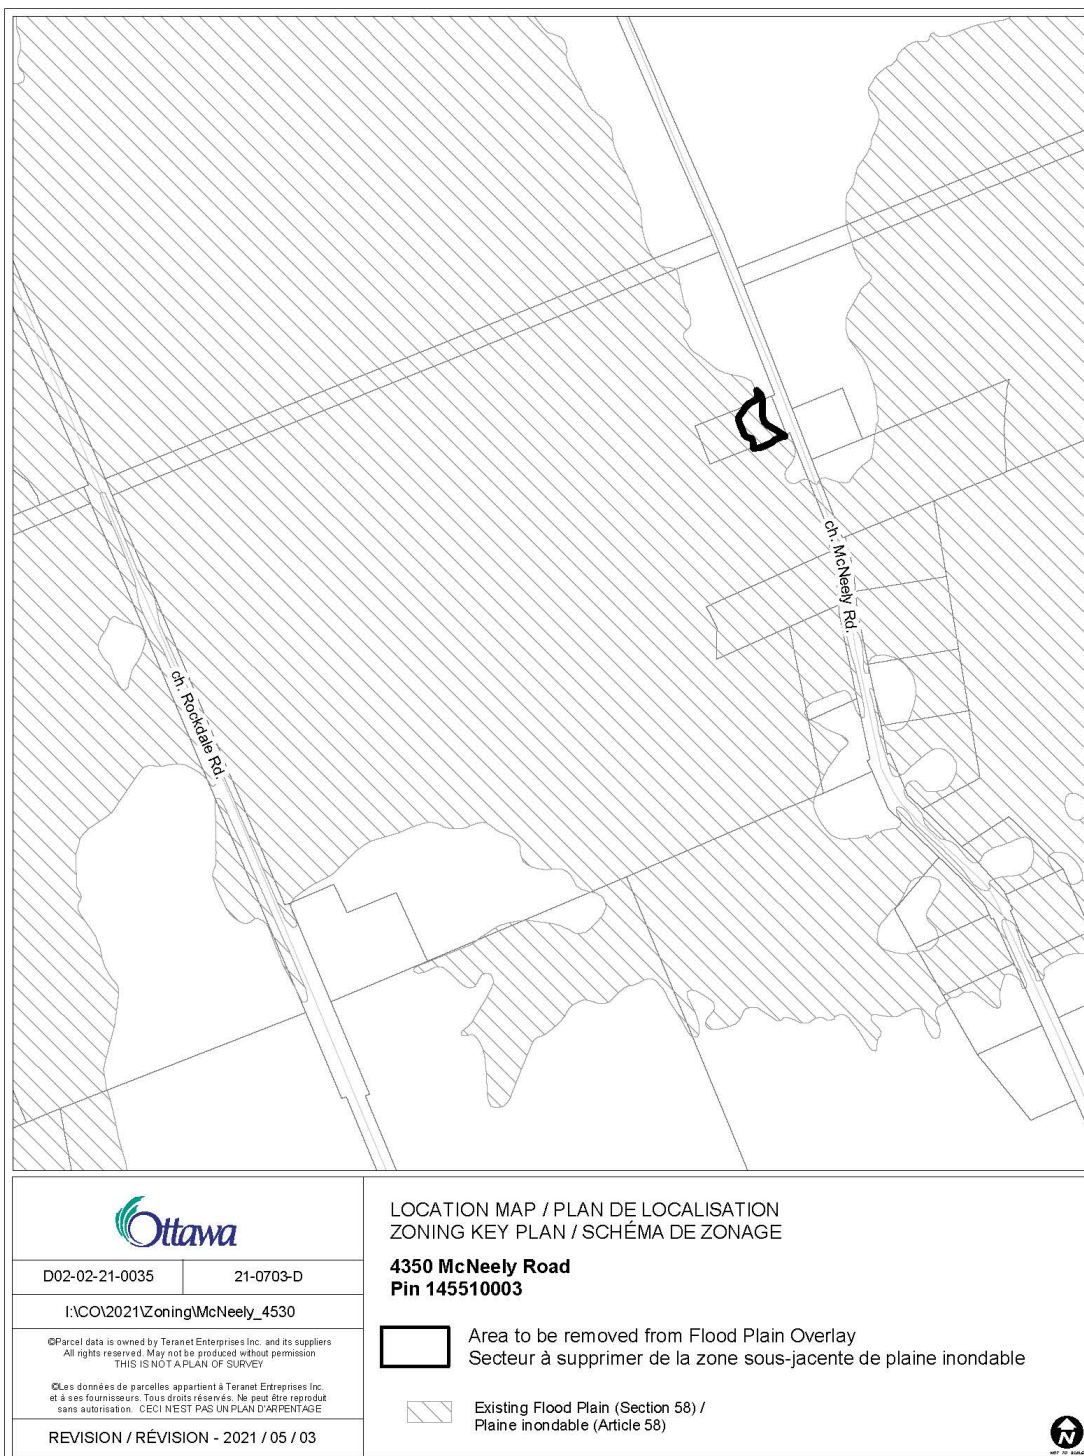 ch. McNeely Rd.
ch. Rockdale Rd.
Ottawa
D02-02-21-0035
21-0703-D
I:\CO\2021\Zoning\McNeely_4530
©Parcel data is owned by Teranet Enterprises Inc. and its suppliers
All rights reserved. May not be produced without permission
THIS IS NOT A PLAN OF SURVEY
©Les données de parcelles appartient à Teranet Entreprises Inc.
et à ses fournisseurs. Tous droits réservés. Ne peut être reproduit
sans autorisation. CECI N'EST PAS UN PLAN D'ARPENTAGE
REVISION / RÉVISION - 2021 / 05 / 03
LOCATION MAP / PLAN DE LOCALISATION
ZONING KEY PLAN / SCHÉMA DE ZONAGE
4350 McNeely Road
Pin 145510003
Area to be removed from Flood Plain Overlay
Secteur à supprimer de la zone sous-jacente de plaine inondable
Existing Flood Plain (Section 58) /
Plaine inondable (Article 58)
N
NOT TO SCALE